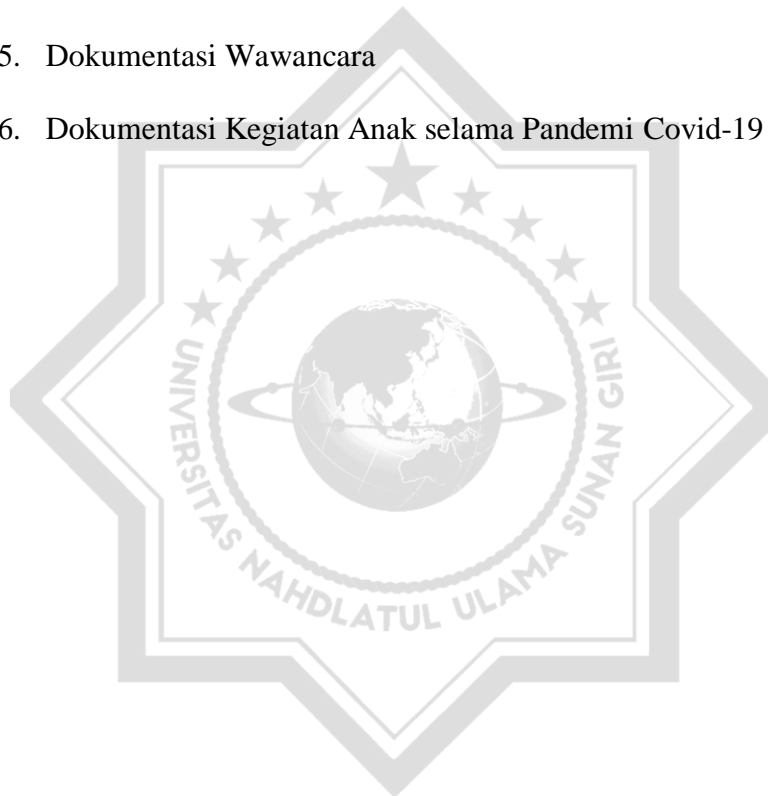 5. Dokumentasi Wawancara
6. Dokumentasi Kegiatan Anak selama Pandemi Covid-19
UNIVERSITAS NAHDLATUL ULAMA SUNAN GIRI